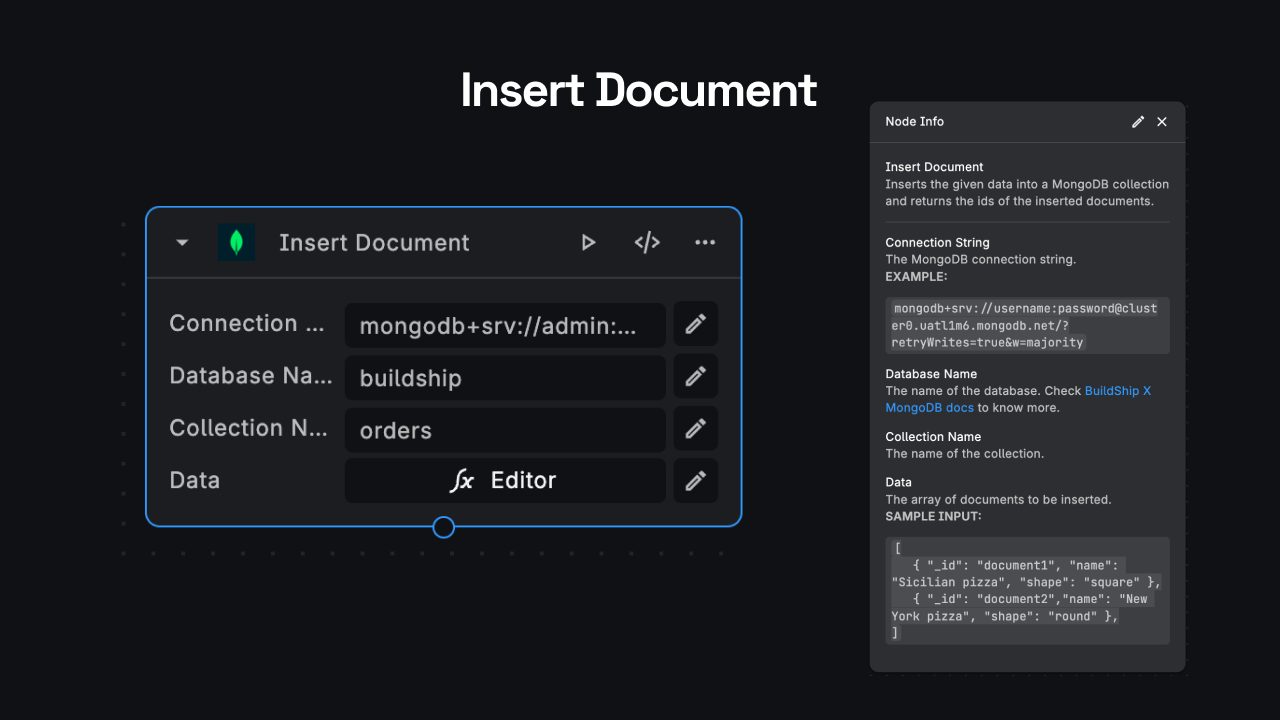 Insert Document
Insert Document
Connection ...
mongodb+srv://admin:...
Database Na...
buildship
Collection N...
orders
Data
fx Editor
Node Info
Insert Document
Inserts the given data into a MongoDB collection
and returns the ids of the inserted documents.
Connection String
The MongoDB connection string.
EXAMPLE:
mongodb+srv://username:password@clust
er0.uatl1m6.mongodb.net/?
retryWrites=true&w=majority
Database Name
The name of the database. Check BuildShip X
MongoDB docs to know more.
Collection Name
The name of the collection.
Data
The array of documents to be inserted.
SAMPLE INPUT:
[
{ "_id": "document1", "name":
"Sicilian pizza", "shape": "square" },
{ "_id": "document2","name": "New
York pizza", "shape": "round" },
]